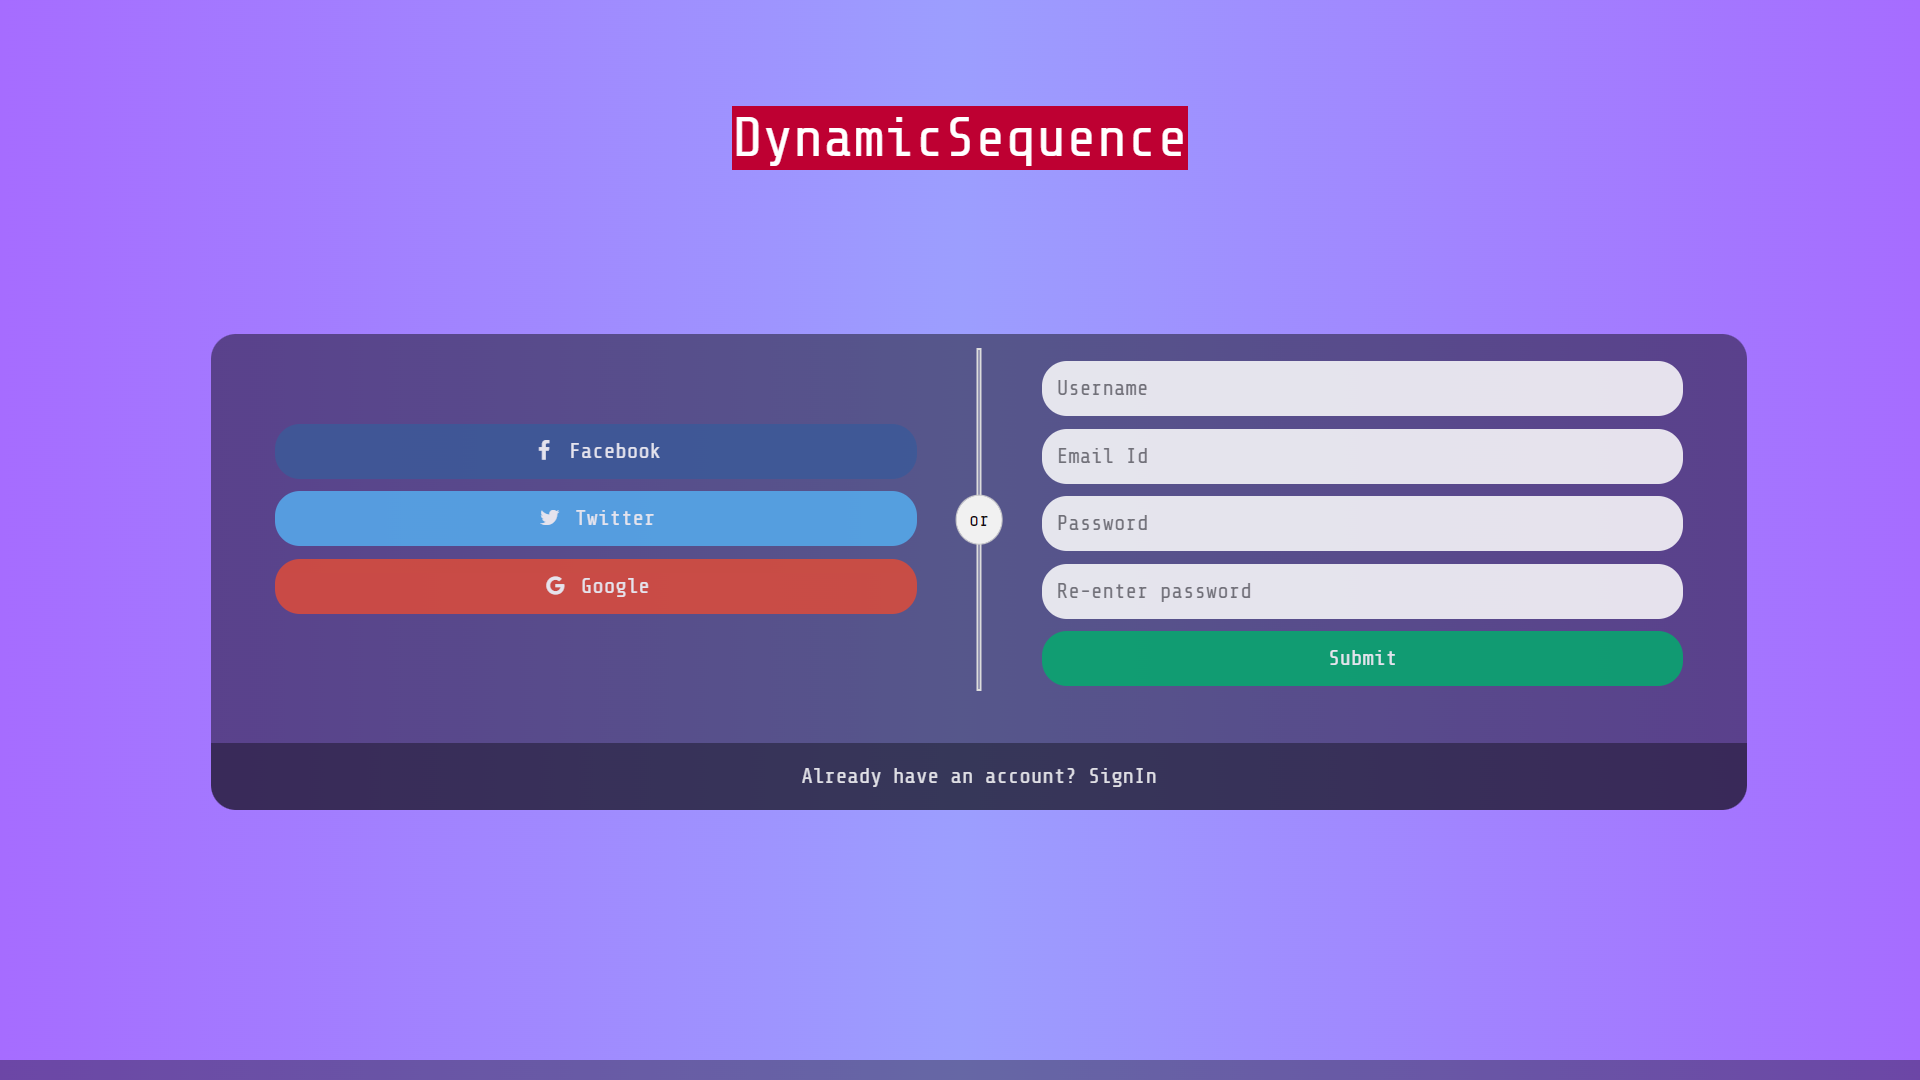 DynamicSequence
Facebook
Twitter
Google
or
Username
Email Id
Password
Re-enter password
Submit
Already have an account? SignIn